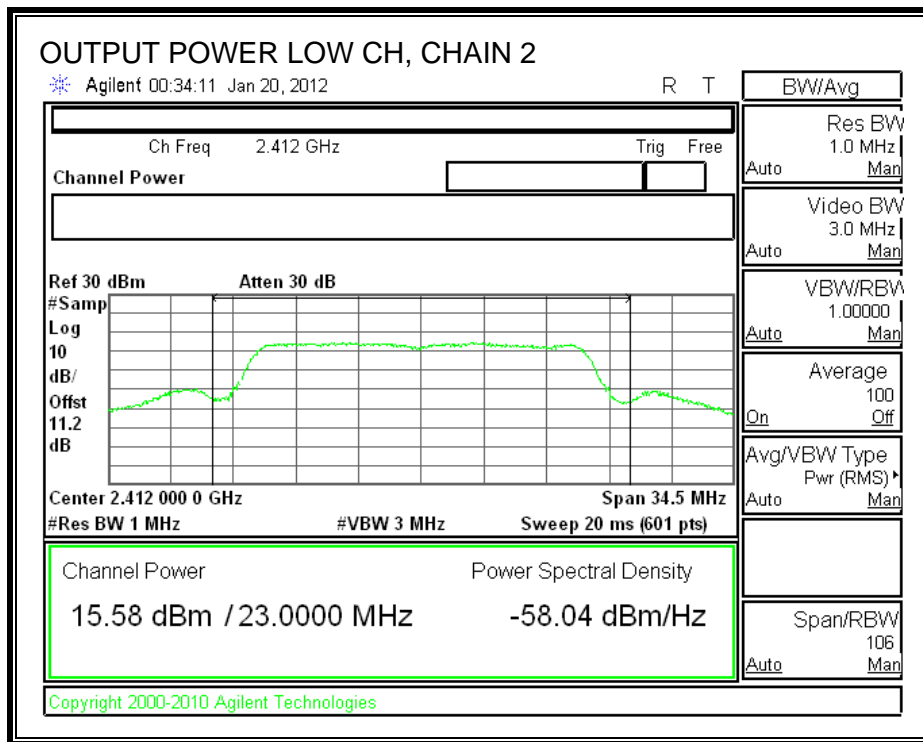 OUTPUT POWER LOW CH, CHAIN 2
Agilent 00:34:11 Jan 20, 2012 R T
Ch Freq 2.412 GHz Trig Free
Channel Power
Ref 30 dBm Atten 30 dB
#Samp
Log
10
dB/
Offst
11.2
dB
Center 2.412 000 0 GHz Span 34.5 MHz
#Res BW 1 MHz #VBW 3 MHz Sweep 20 ms (601 pts)
Channel Power Power Spectral Density
15.58 dBm / 23.0000 MHz -58.04 dBm/Hz
Copyright 2000-2010 Agilent Technologies
BW/Avg
Res BW
1.0 MHz
Auto Man
Video BW
3.0 MHz
Auto Man
VBW/RBW
1.00000
Auto Man
Average
100
On Off
Avg/VBW Type
Pwr (RMS)
Auto Man
Span/RBW
106
Auto Man